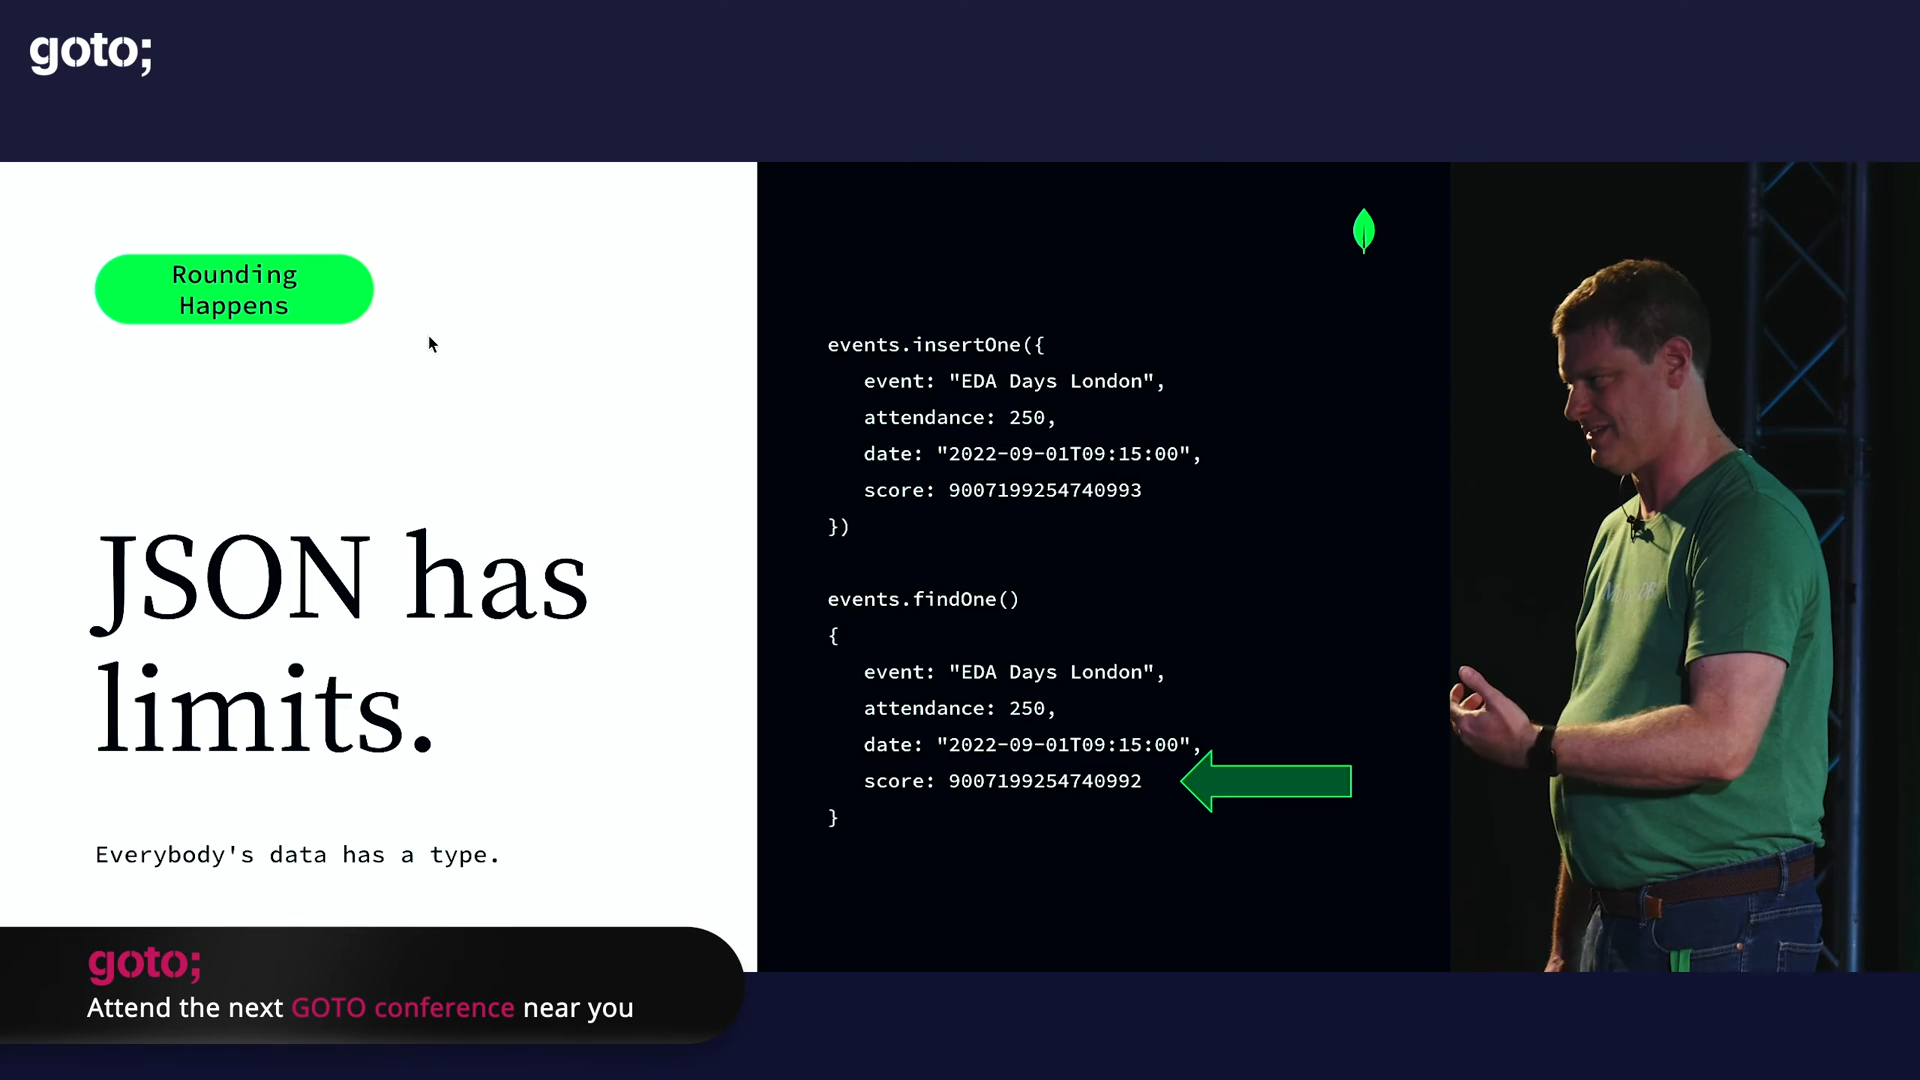 goto;
Rounding
Happens
JSON has
limits.
Everybody's data has a type.
events.insertOne({
event: "EDA Days London",
attendance: 250,
date: "2022-09-01T09:15:00",
score: 9007199254740993
})
events.findOne()
{
event: "EDA Days London",
attendance: 250,
date: "2022-09-01T09:15:00",
score: 9007199254740992
}
MongoDB
goto;
Attend the next GOTO conference near you